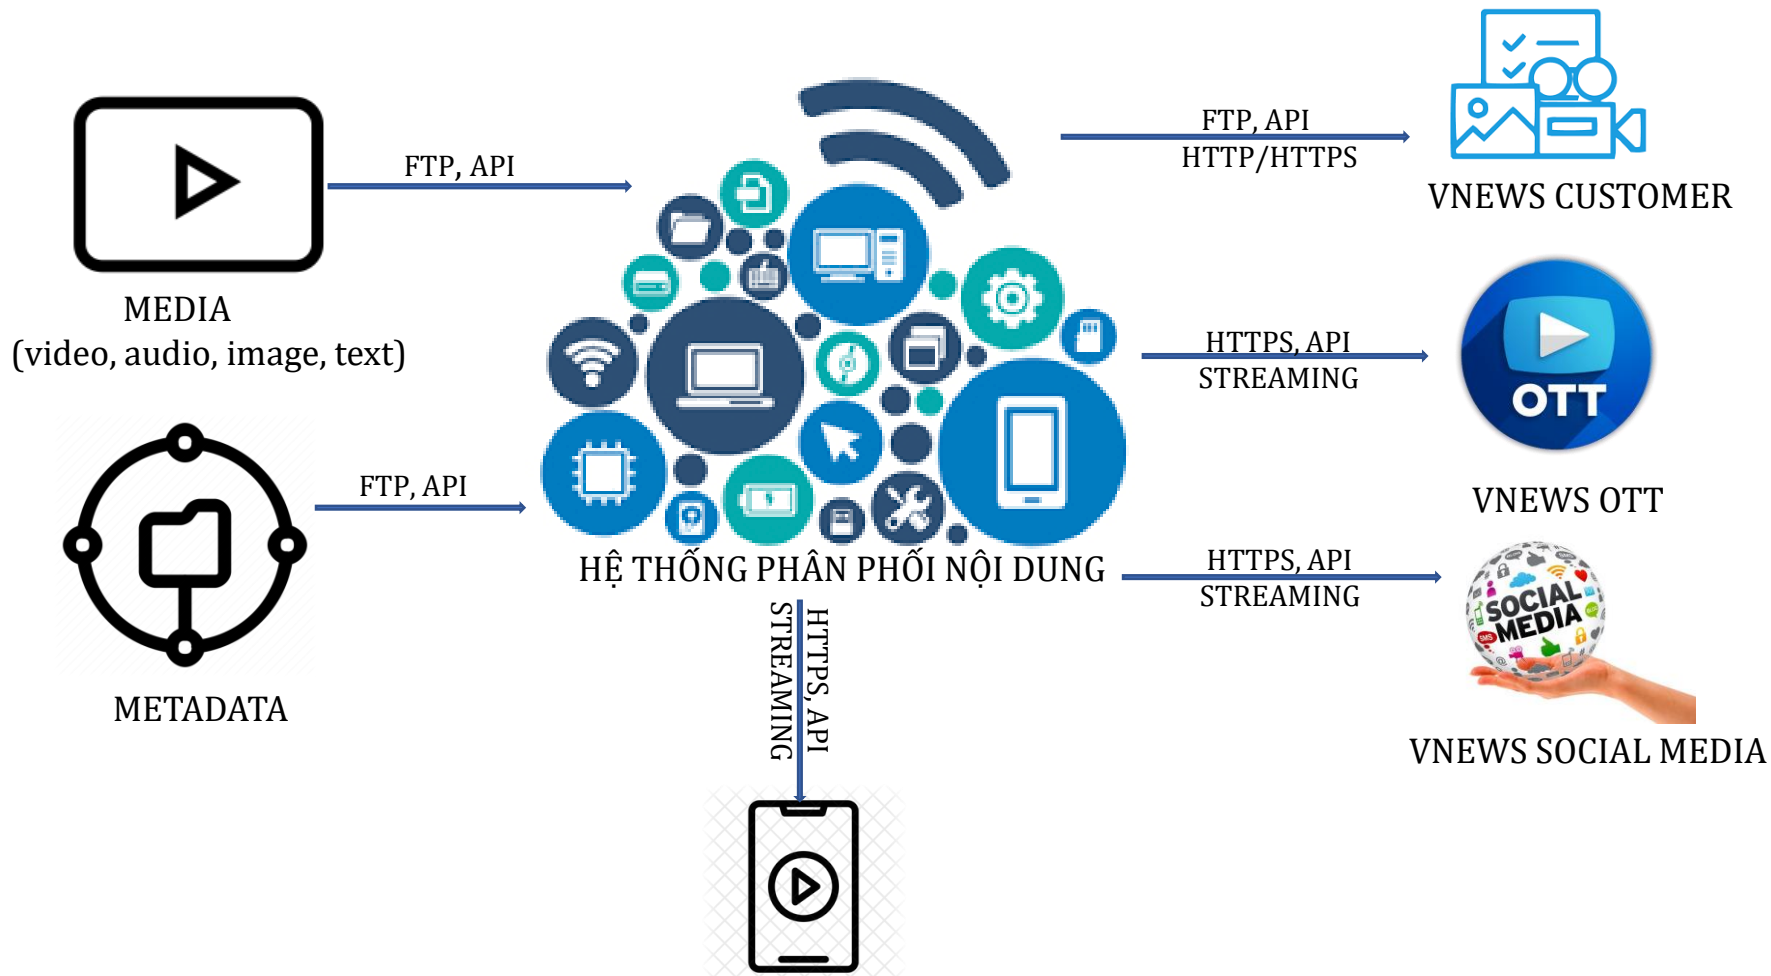 FTP, API
MEDIA
(video, audio, image, text)
FTP, API
METADATA
HỆ THỐNG PHÂN PHỐI NỘI DUNG
HTTPS, API
STREAMING
FTP, API
HTTP/HTTPS
VNEWS CUSTOMER
HTTPS, API
STREAMING
OTT
VNEWS OTT
HTTPS, API
STREAMING
SOCIAL
MEDIA
SMS
VNEWS SOCIAL MEDIA